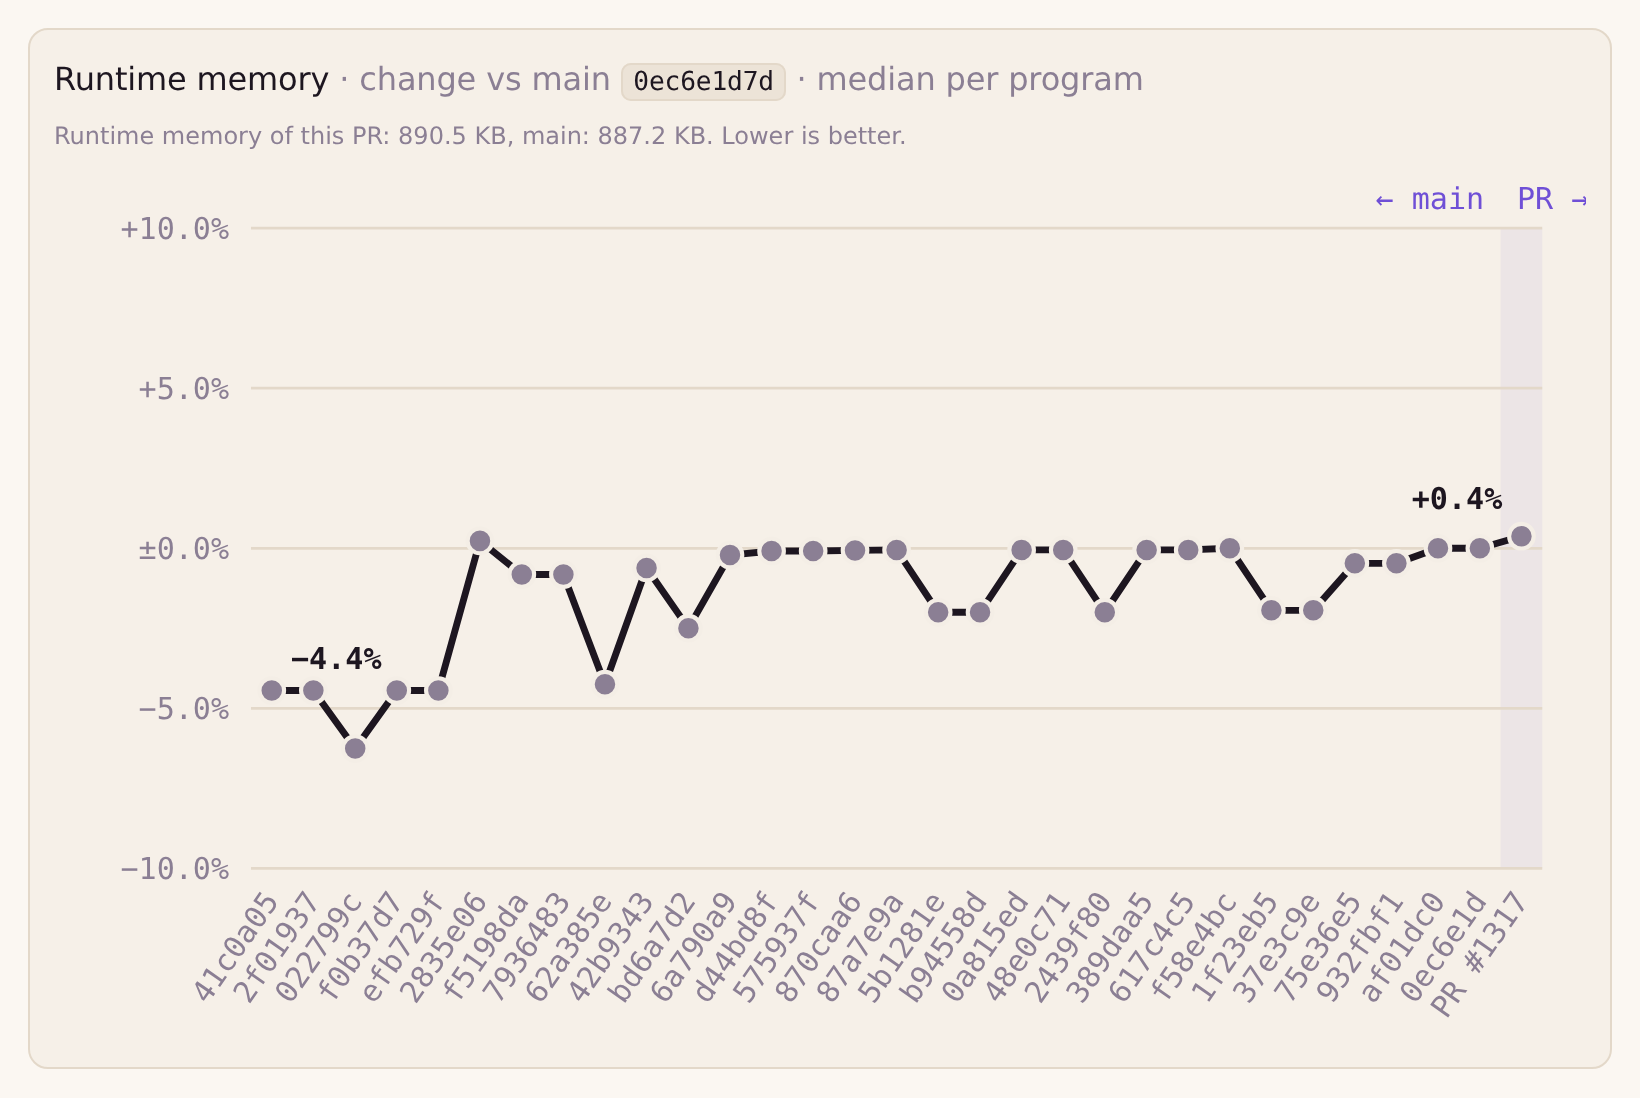 Runtime memory · change vs main 0ec6e1d7d · median per program
Runtime memory of this PR: 890.5 KB, main: 887.2 KB. Lower is better.
← main PR →
+10.0%
+5.0%
±0.0%
−5.0%
−10.0%
−4.4%
+0.4%
41c0a05
2f01937
022799c
f0b37d7
efb729f
2835e06
f5198da
7936483
62a385e
42b9343
bd6a7d2
6a790a9
d44bd8f
575937f
870caa6
87a7e9a
5b1281e
b94558d
0a815ed
48e0c71
2439f80
389daa5
617c4c5
f58e4bc
1f23eb5
37e3c9e
75e36e5
932fbf1
af01dc0
0ec6e1d
PR #1317